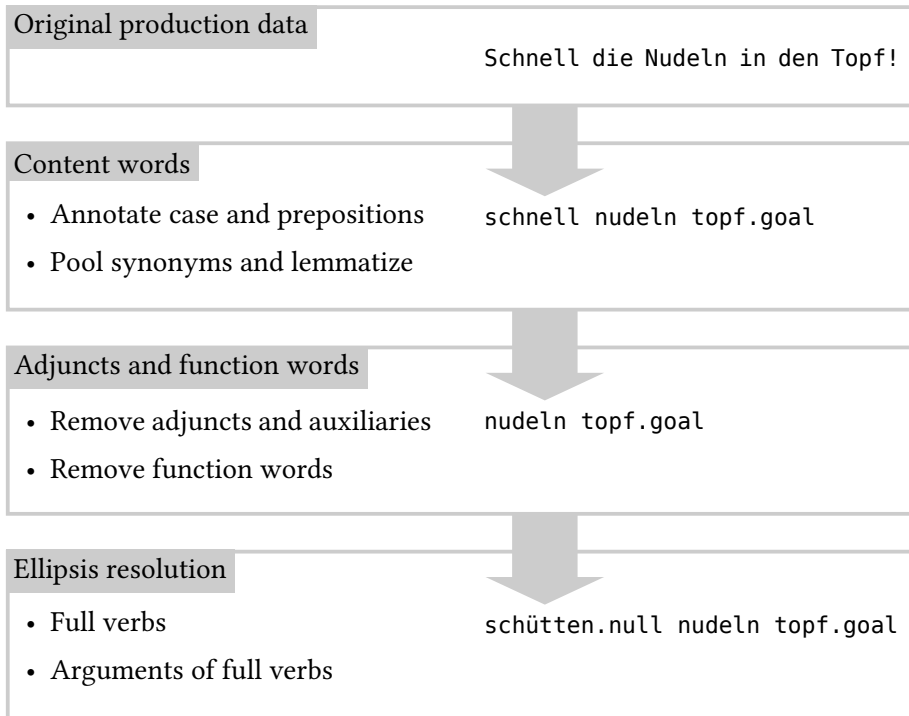 Original production data
Schnell die Nudeln in den Topf!
Content words
• Annotate case and prepositions
schnell nudeln topf.goal
• Pool synonyms and lemmatize
Adjuncts and function words
• Remove adjuncts and auxiliaries
nudeln topf.goal
• Remove function words
Ellipsis resolution
• Full verbs
schütten.null nudeln topf.goal
• Arguments of full verbs